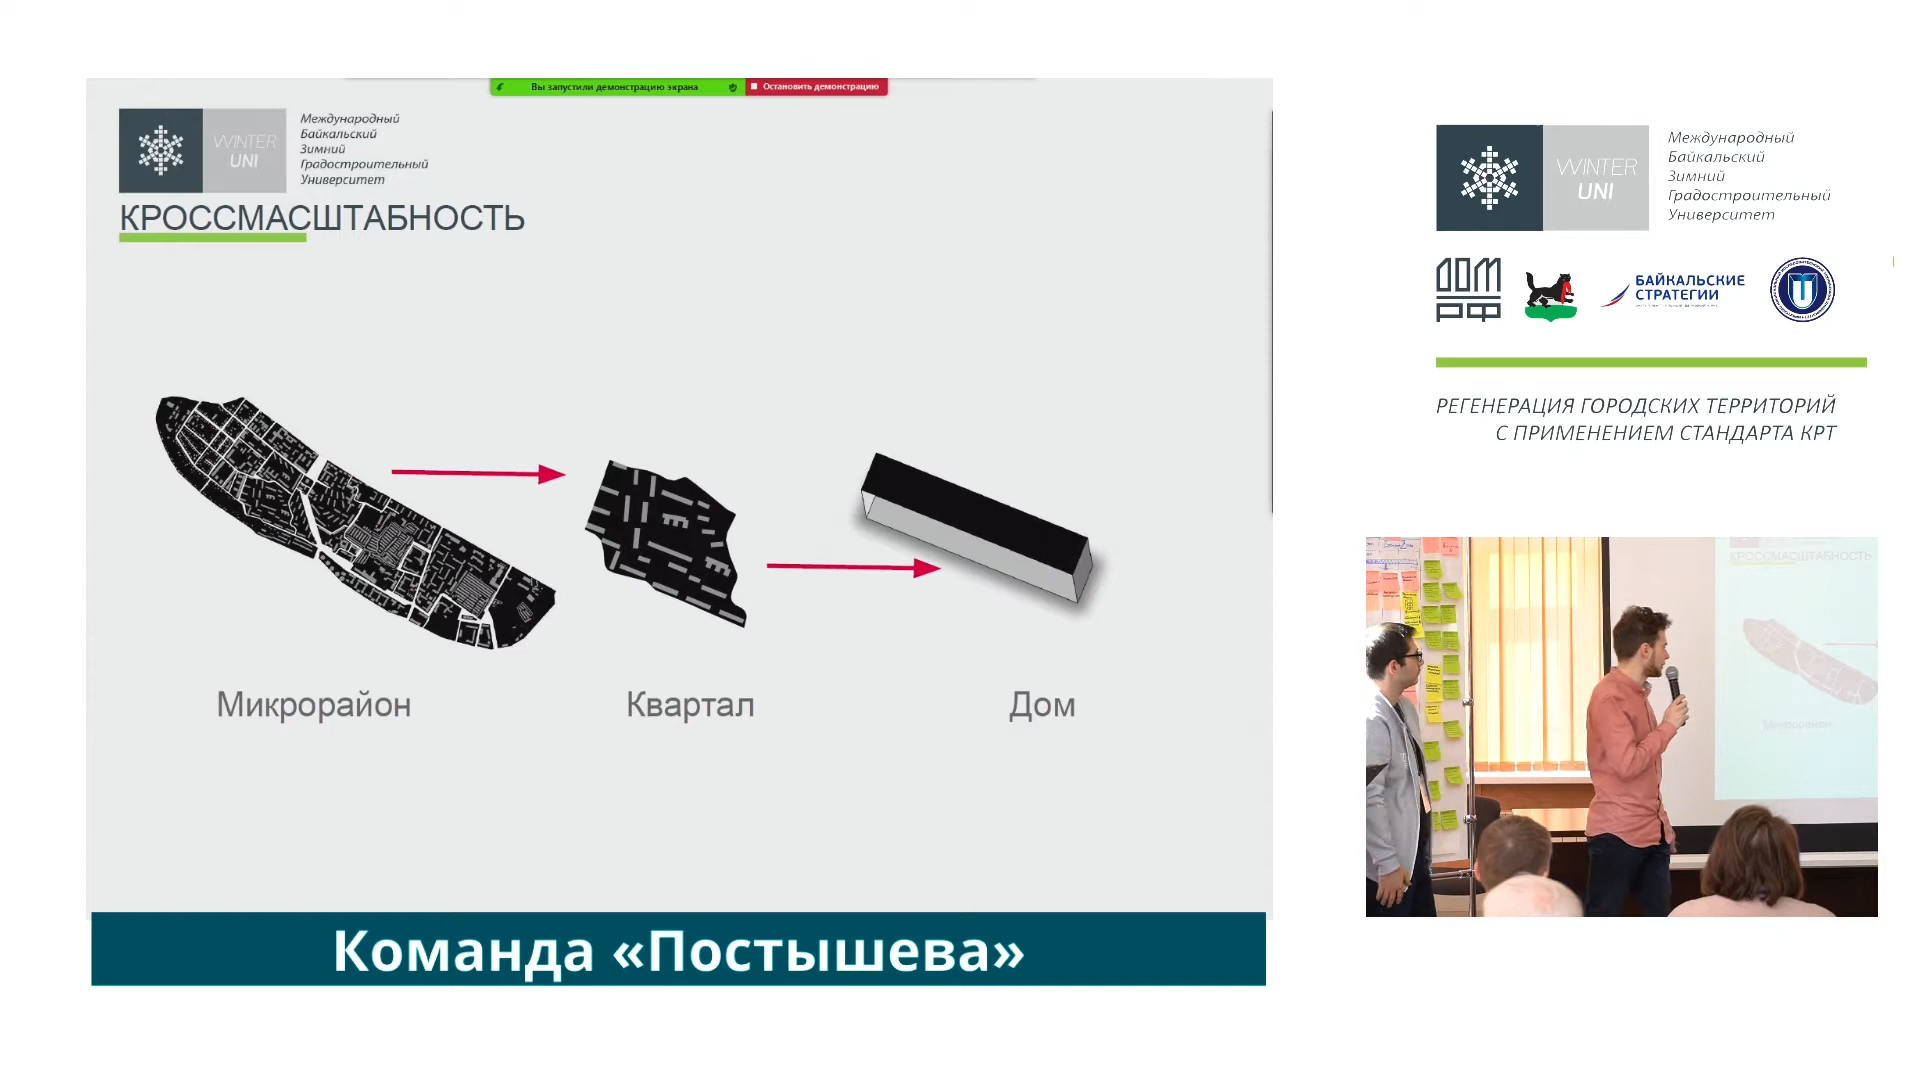 Вы запустили демонстрацию экрана
Остановить демонстрацию
WINTER
UNI
Международный
Байкальский
Зимний
Градостроительный
Университет
КРОССМАСШТАБНОСТЬ
Микрорайон
Квартал
Дом
Команда «Постышева»
WINTER
UNI
Международный
Байкальский
Зимний
Градостроительный
Университет
ДОМ
РФ
БАЙКАЛЬСКИЕ
СТРАТЕГИИ
РЕГЕНЕРАЦИЯ ГОРОДСКИХ ТЕРРИТОРИЙ
С ПРИМЕНЕНИЕМ СТАНДАРТА КРТ
КРОССМАСШТАБНОСТЬ
Микрорайон